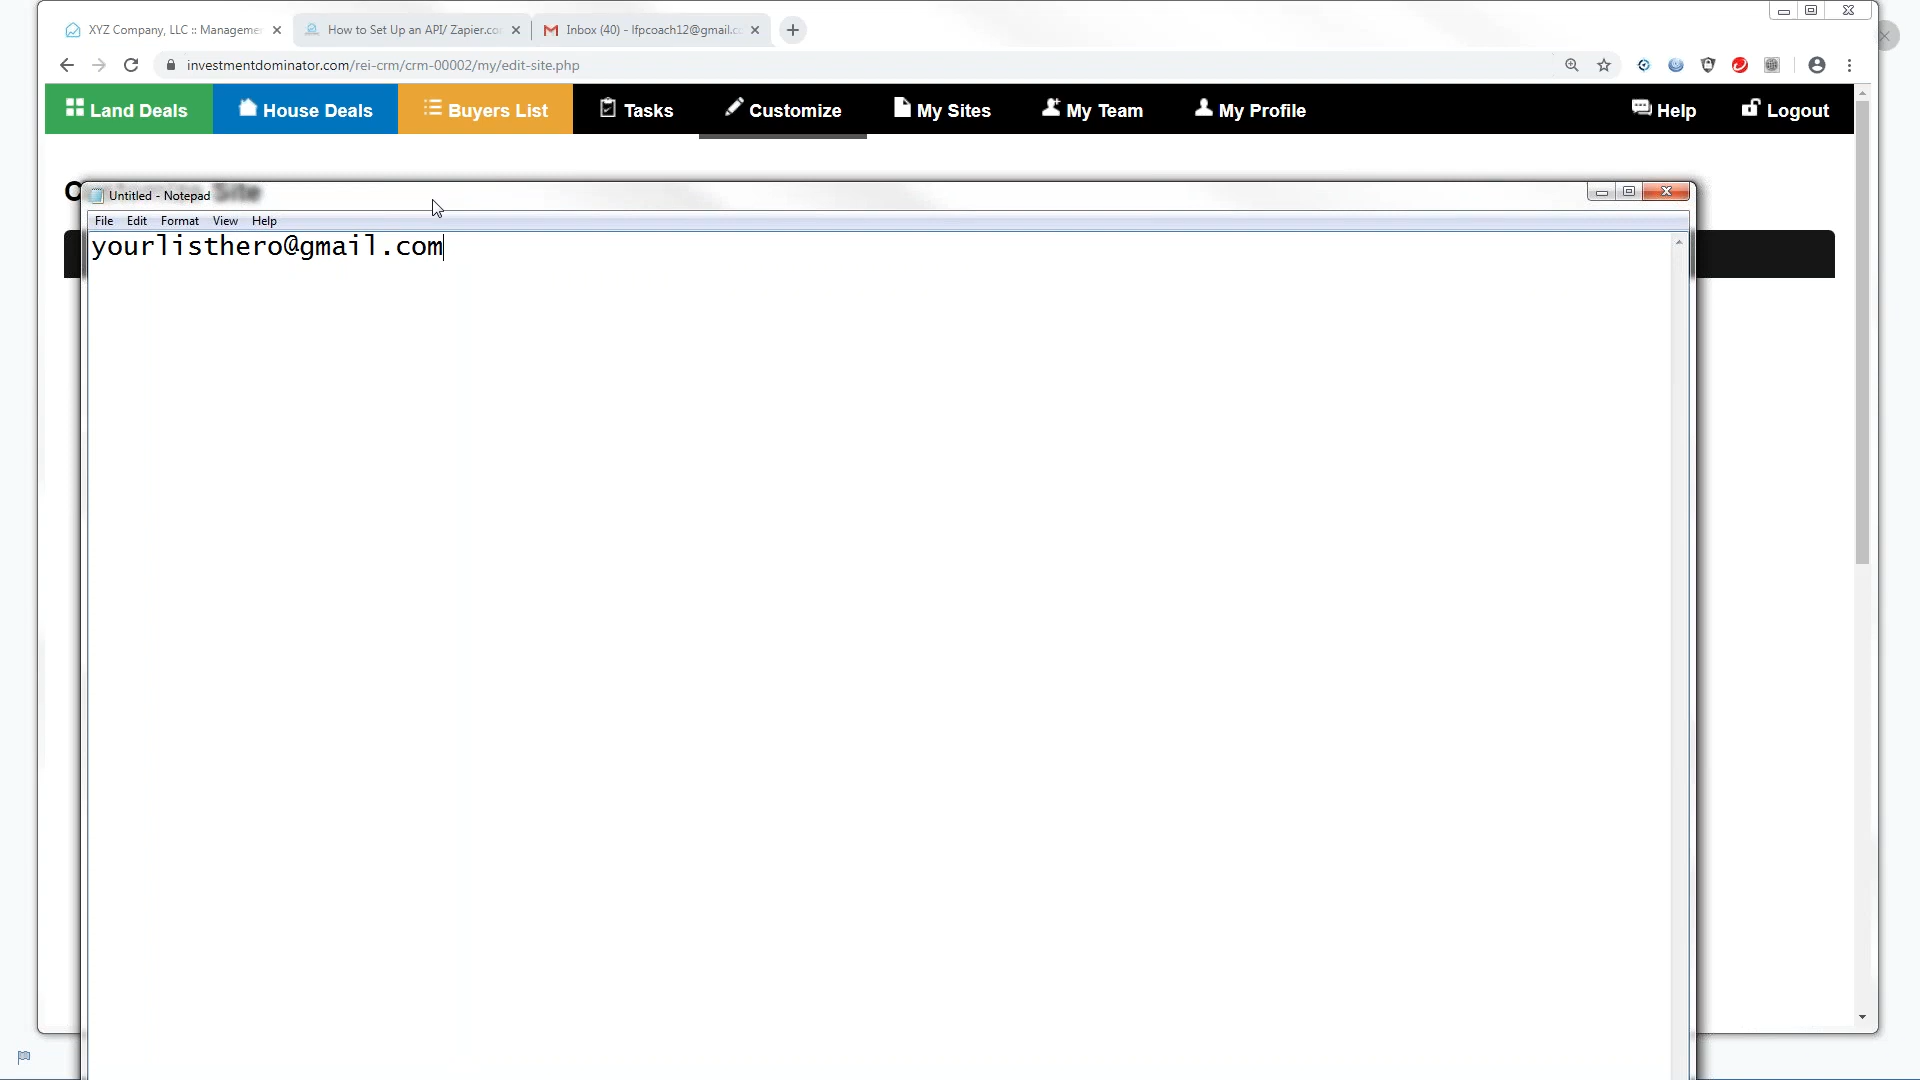 XYZ Company, LLC :: Manageme
How to Set Up an API/ Zapier.co
Inbox (40) - lfpcoach12@gmail.c
investmentdominator.com/rei-crm/crm-00002/my/edit-site.php
Land Deals
House Deals
Buyers List
Tasks
Customize
My Sites
My Team
My Profile
Help
Logout
Site
Untitled - Notepad
File Edit Format View Help
yourlisthero@gmail.com